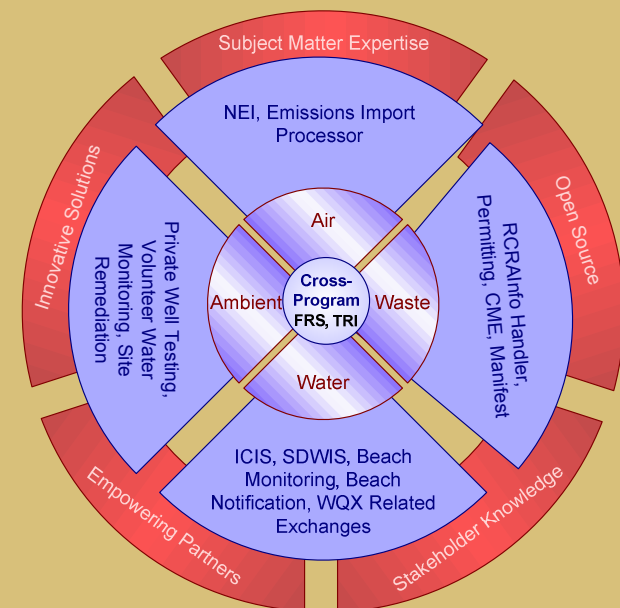 Subject Matter Expertise
NEI, Emissions Import
Processor
Innovative Solutions
Open Source
Air
Private Well Testing,
Volunteer Water
Monitoring, Site
Remediation
Ambient
Cross-
Program
FRS, TRI
Waste
RCRAInfo Handler,
Permitting, CME, Manifest
Water
ICIS, SDWIS, Beach
Monitoring, Beach
Notification, WQX Related
Exchanges
Empowering Partners
Stakeholder Knowledge